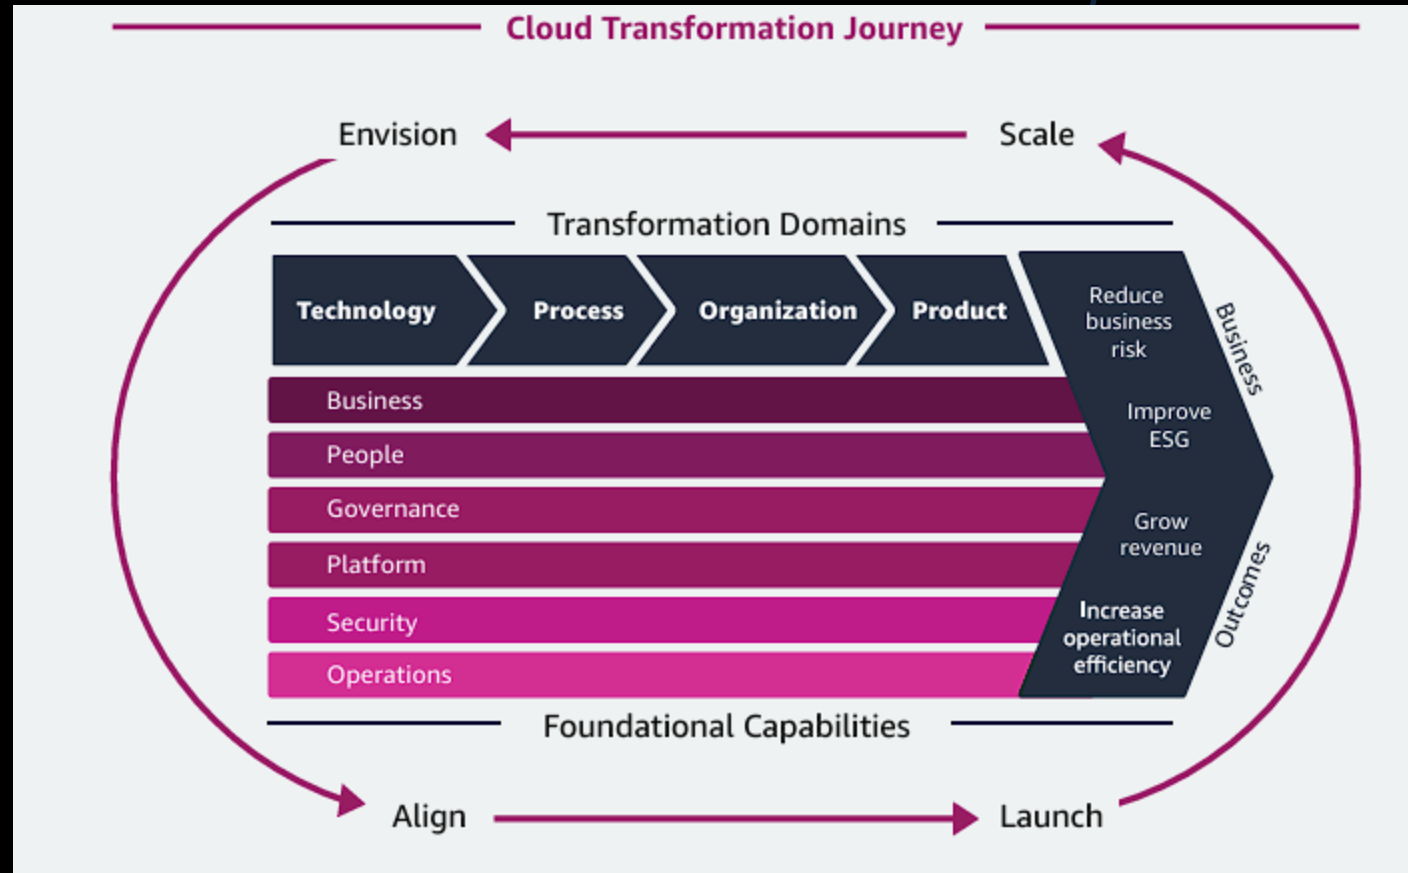 Cloud Transformation Journey
Envision
Scale
Transformation Domains
Technology
Process
Organization
Product
Reduce
business
risk
Improve
ESG
Grow
revenue
Increase
operational
efficiency
Business
Outcomes
Business
People
Governance
Platform
Security
Operations
Foundational Capabilities
Align
Launch